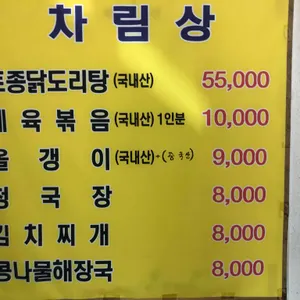 차림상
토종닭도리탕 (국내산) 55,000
제육볶음 (국내산) 1인분 10,000
올갱이 (국내산) 9,000
청국장 8,000
김치찌개 8,000
콩나물해장국 8,000